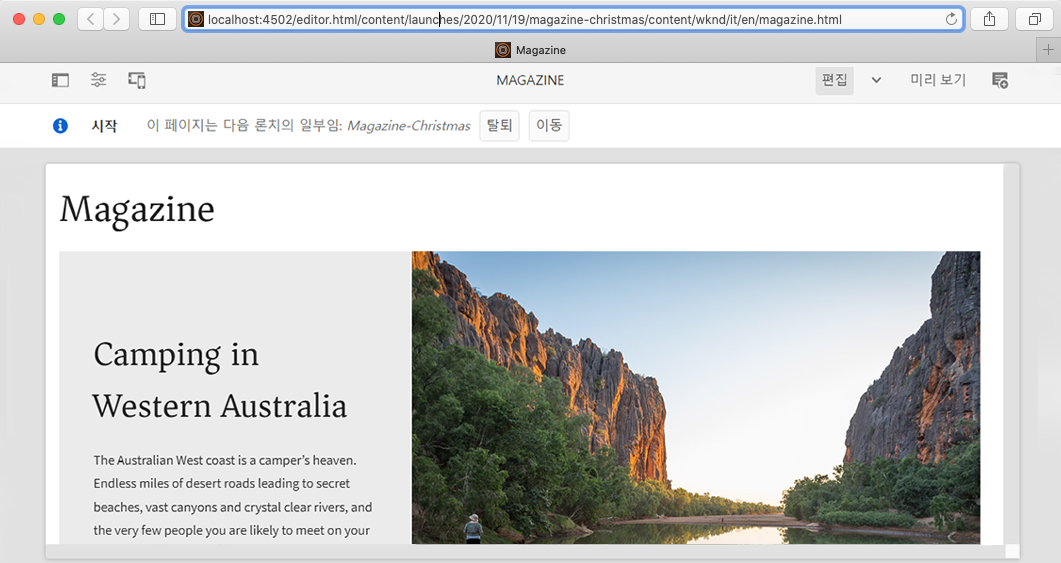 localhost:4502/editor.html/content/launches/2020/11/19/magazine-christmas/content/wknd/it/en/magazine.html
Magazine
MAGAZINE
편집
미리 보기
시작
이 페이지는 다음 론치의 일부임: Magazine-Christmas
탈퇴
이동
Magazine
Camping in
Western Australia
The Australian West coast is a camper's heaven.
Endless miles of desert roads leading to secret
beaches, vast canyons and crystal clear rivers, and
the very few people you are likely to meet on your